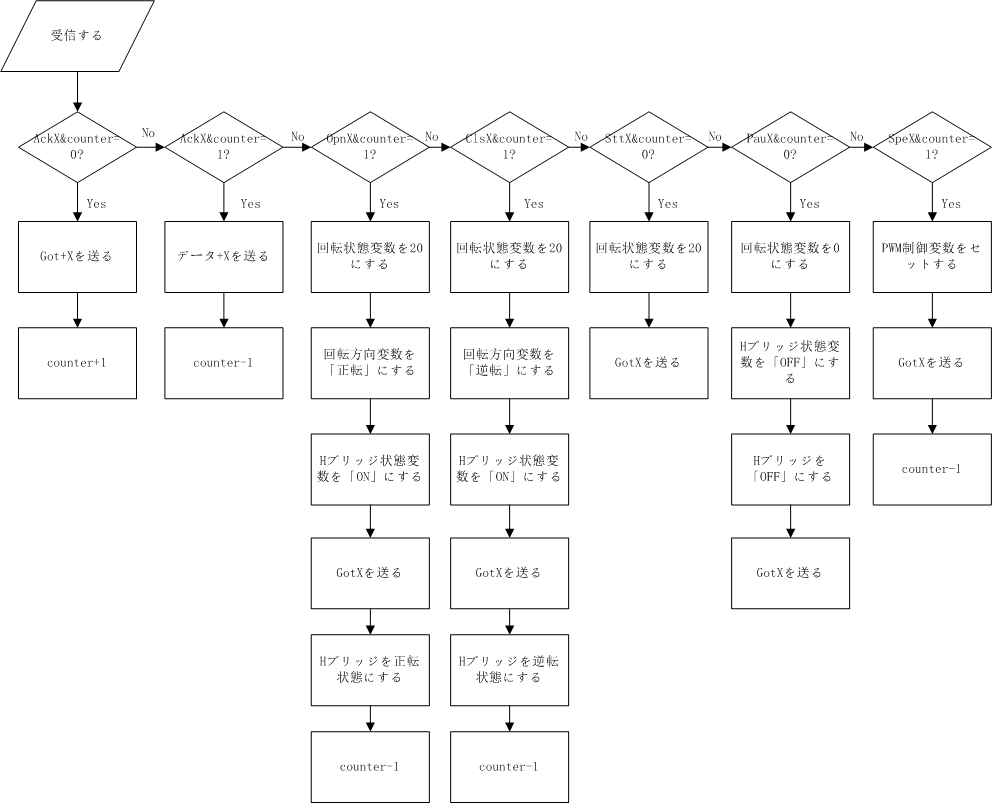 受信する
AckX&counter=
0?
No
AckX&counter=
1?
No
OpnX&counter=
1?
No
ClsX&counter=
1?
No
SttX&counter=
0?
No
PauX&counter=
0?
No
SpeX&counter=
1?
Yes
Yes
Yes
Yes
Yes
Yes
Yes
Got+Xを送る
データ+Xを送る
回転状態変数を20
にする
回転状態変数を20
にする
回転状態変数を20
にする
回転状態変数を0
にする
PWM制御変数をセ
ットする
counter+1
counter-1
回転方向変数を
「正転」にする
回転方向変数を
「逆転」にする
GotXを送る
Hブリッジ状態変
数を「OFF」にす
る
GotXを送る
Hブリッジ状態変
数を「ON」にする
Hブリッジ状態変
数を「ON」にする
Hブリッジを
「OFF」にする
counter-1
GotXを送る
GotXを送る
GotXを送る
Hブリッジを正転
状態にする
Hブリッジを逆転
状態にする
counter-1
counter-1